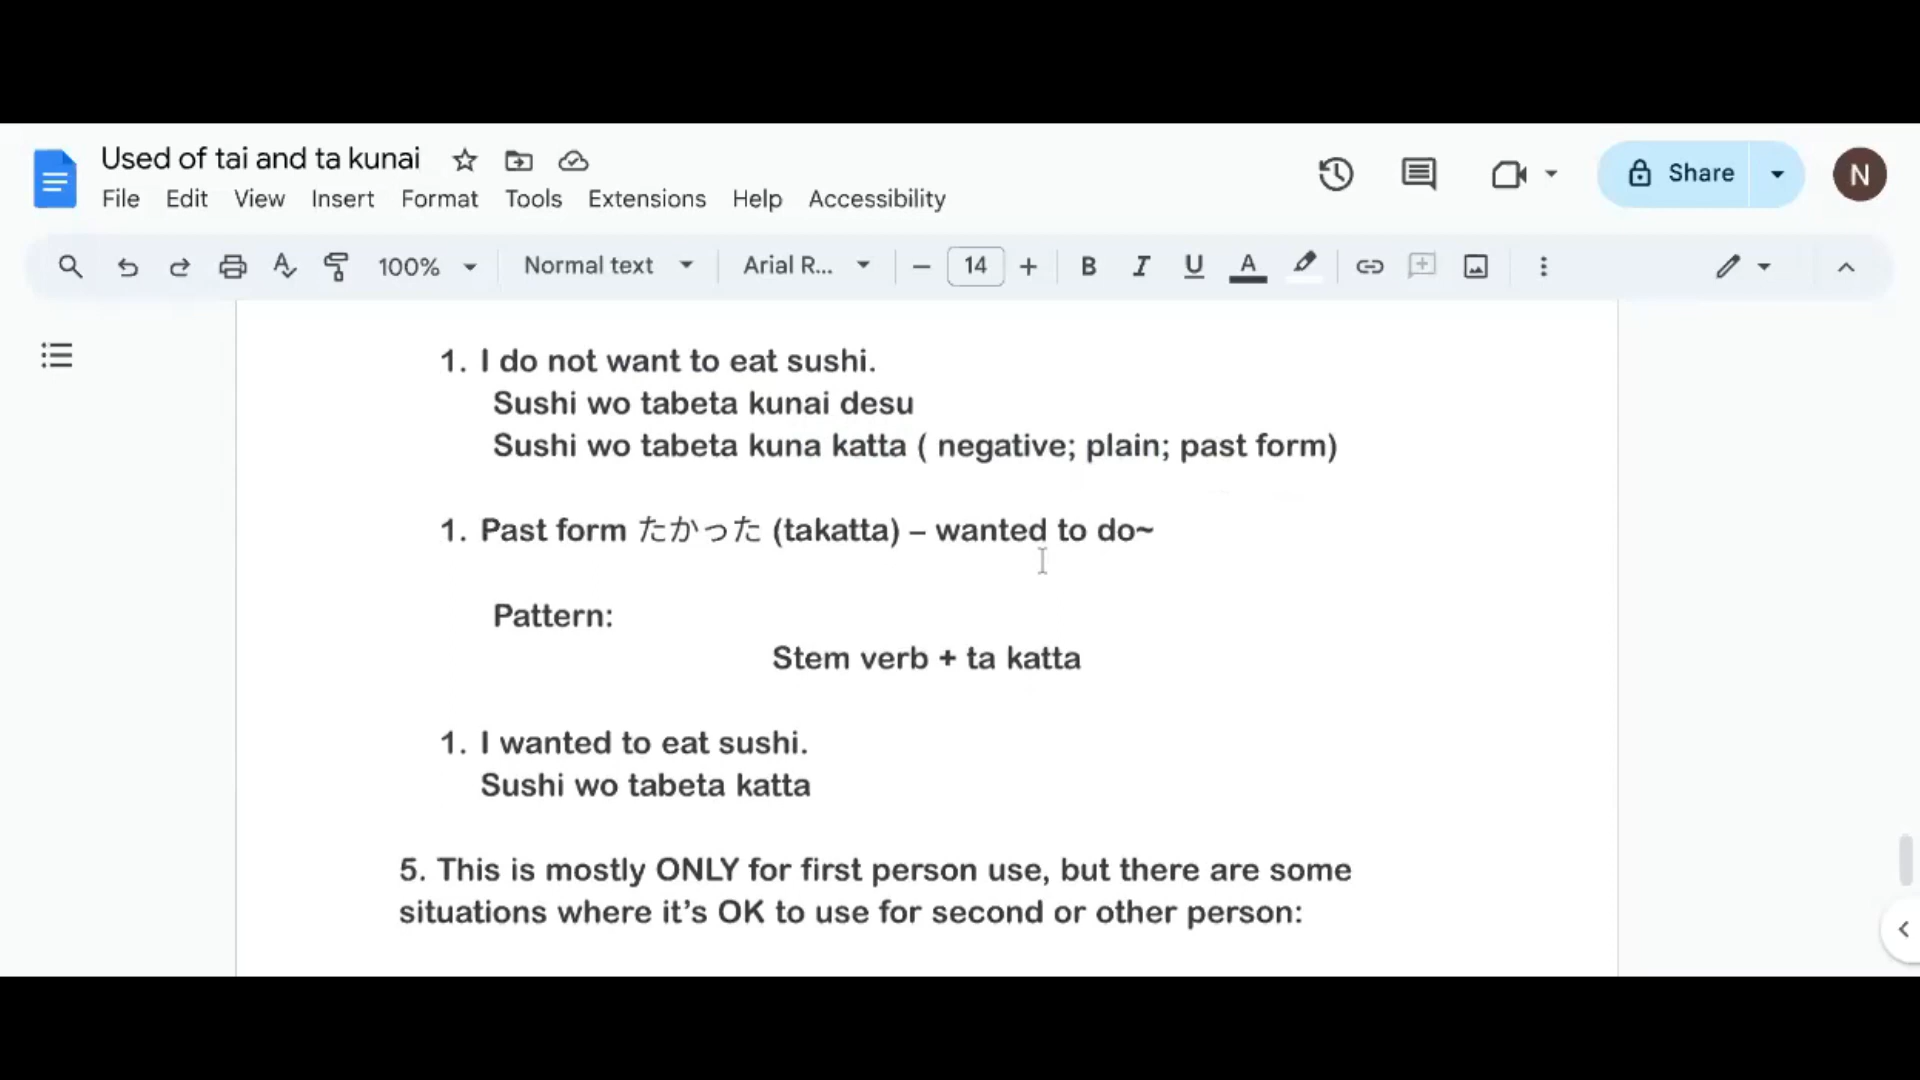 Used of tai and ta kunai
File Edit View Insert Format Tools Extensions Help Accessibility
Share
N
100% Normal text Arial R... 14 B I U A
1. I do not want to eat sushi.
Sushi wo tabeta kunai desu
Sushi wo tabeta kuna katta ( negative; plain; past form)
1. Past form たかった (takatta) – wanted to do~
Pattern:
Stem verb + ta katta
1. I wanted to eat sushi.
Sushi wo tabeta katta
5. This is mostly ONLY for first person use, but there are some
situations where it's OK to use for second or other person: